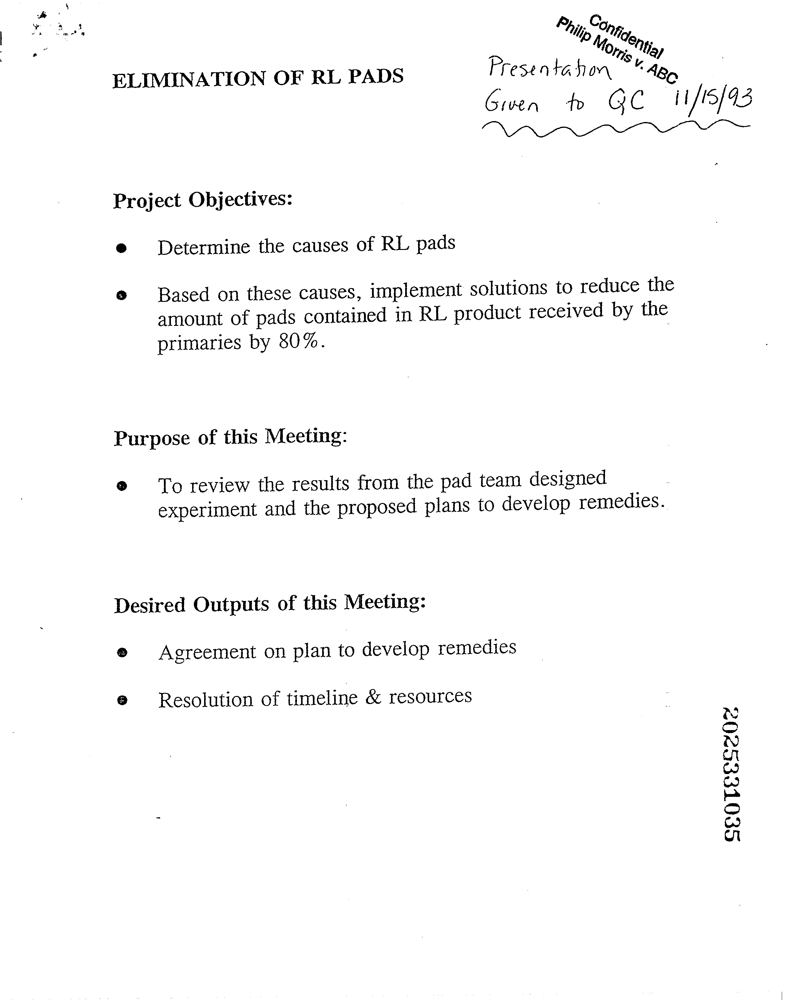 Confidential
Philip Morris v. ABC
Presentation
Given to QC 11/15/93
ELIMINATION OF RL PADS
Project Objectives:
● Determine the causes of RL pads
● Based on these causes, implement solutions to reduce the
amount of pads contained in RL product received by the
primaries by 80%.
Purpose of this Meeting:
● To review the results from the pad team designed
experiment and the proposed plans to develop remedies.
Desired Outputs of this Meeting:
● Agreement on plan to develop remedies
● Resolution of timeline & resources
2025331035